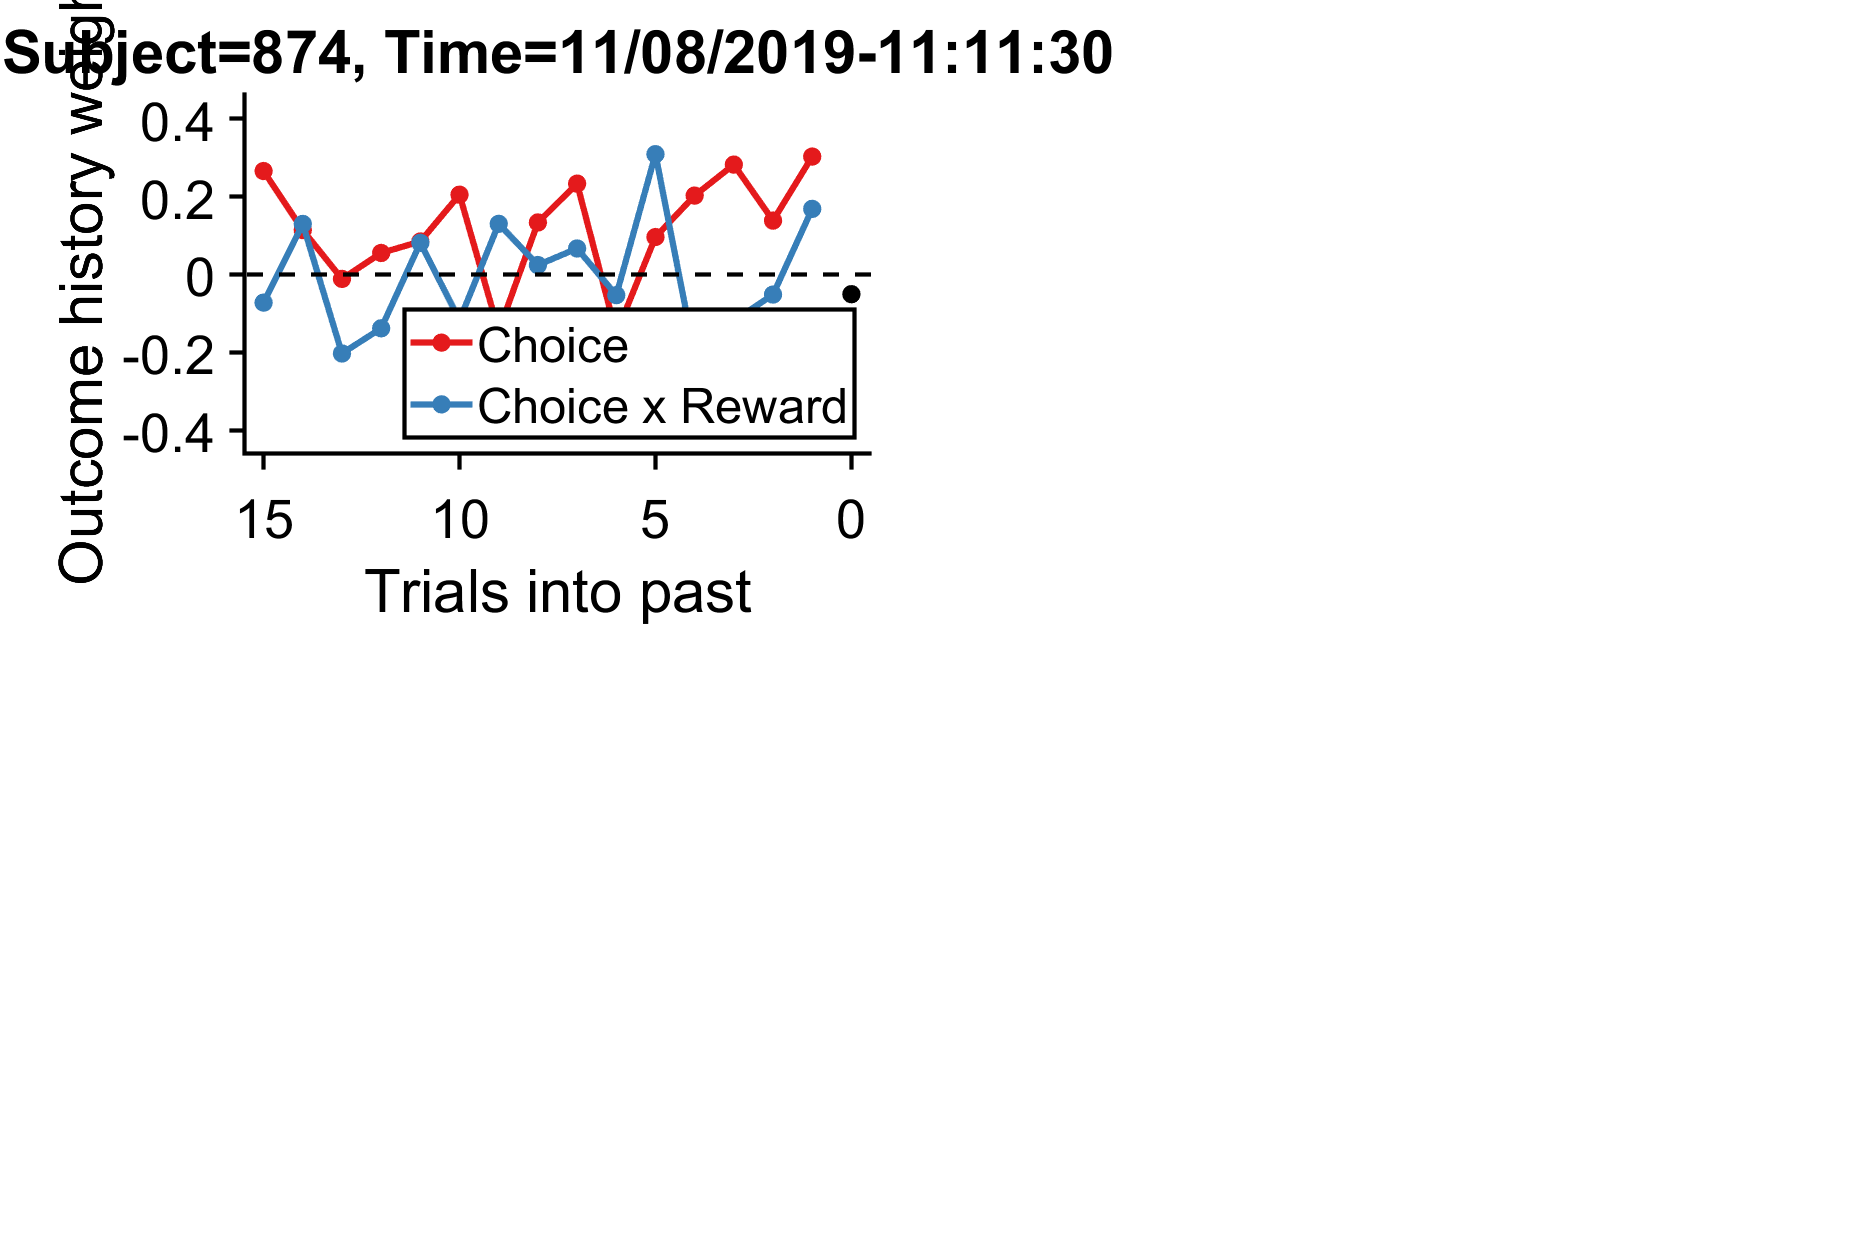 Subject=874, Time=11/08/2019-11:11:30
Outcome history
0.4
0.2
0
-0.2
-0.4
Choice
Choice x Reward
15 10 5 0
Trials into past